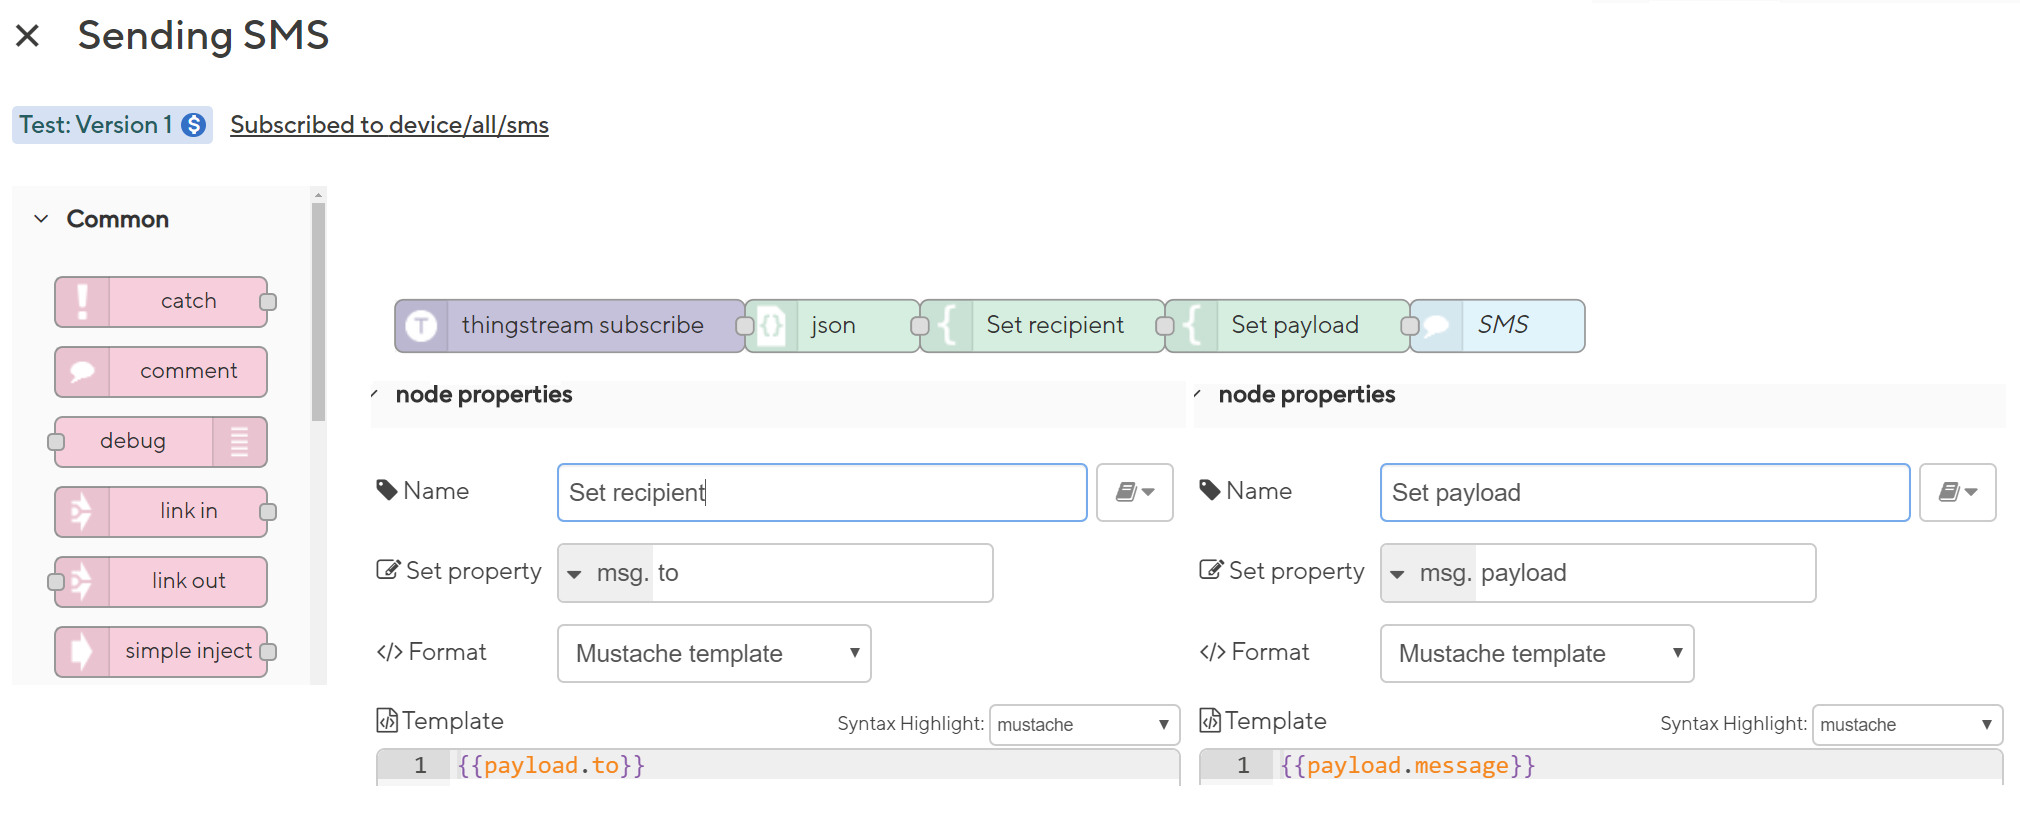 Sending SMS
Test: Version 1 $
Subscribed to device/all/sms
Common
catch
comment
debug
link in
link out
simple inject
T thingstream subscribe
{} json
{ Set recipient
{ Set payload
SMS
node properties
Name Set recipient
Set property msg. to
</> Format Mustache template
</> Template Syntax Highlight: mustache
1 {{payload.to}}
node properties
Name Set payload
Set property msg. payload
</> Format Mustache template
</> Template Syntax Highlight: mustache
1 {{payload.message}}